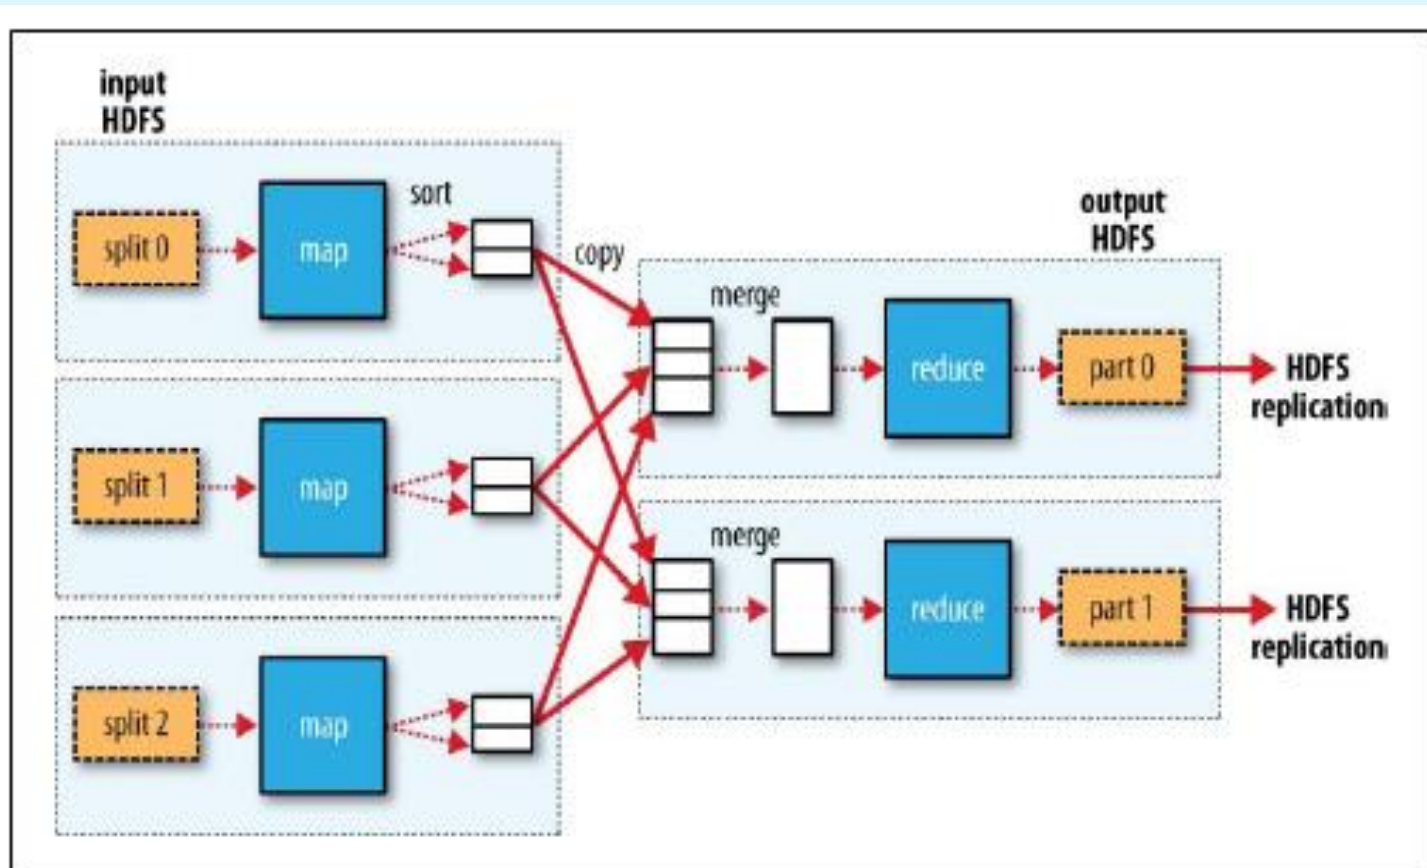 input
HDFS
split 0
map
sort
copy
split 1
map
split 2
map
output
HDFS
merge
reduce
part 0
HDFS
replication
merge
reduce
part 1
HDFS
replication